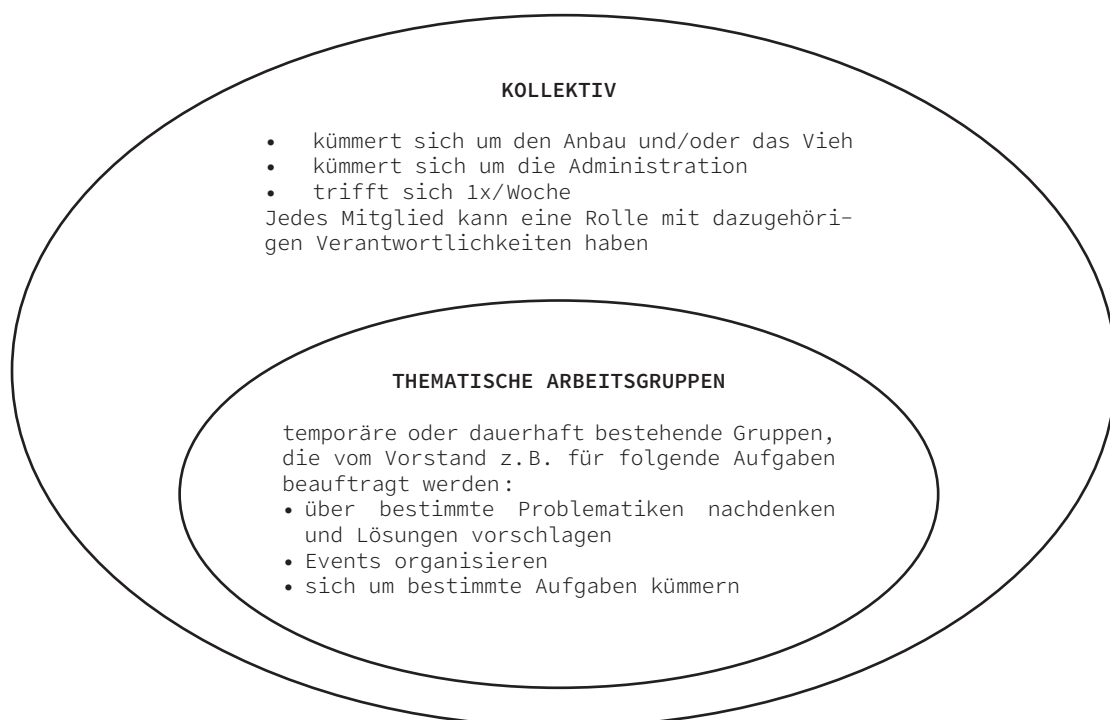 KOLLEKTIV
• kümmert sich um den Anbau und/oder das Vieh
• kümmert sich um die Administration
• trifft sich 1x/Woche
Jedes Mitglied kann eine Rolle mit dazugehöri-
gen Verantwortlichkeiten haben
THEMATISCHE ARBEITSGRUPPEN
temporäre oder dauerhaft bestehende Gruppen,
die vom Vorstand z.B. für folgende Aufgaben
beauftragt werden:
• über bestimmte Problematiken nachdenken
und Lösungen vorschlagen
• Events organisieren
• sich um bestimmte Aufgaben kümmern